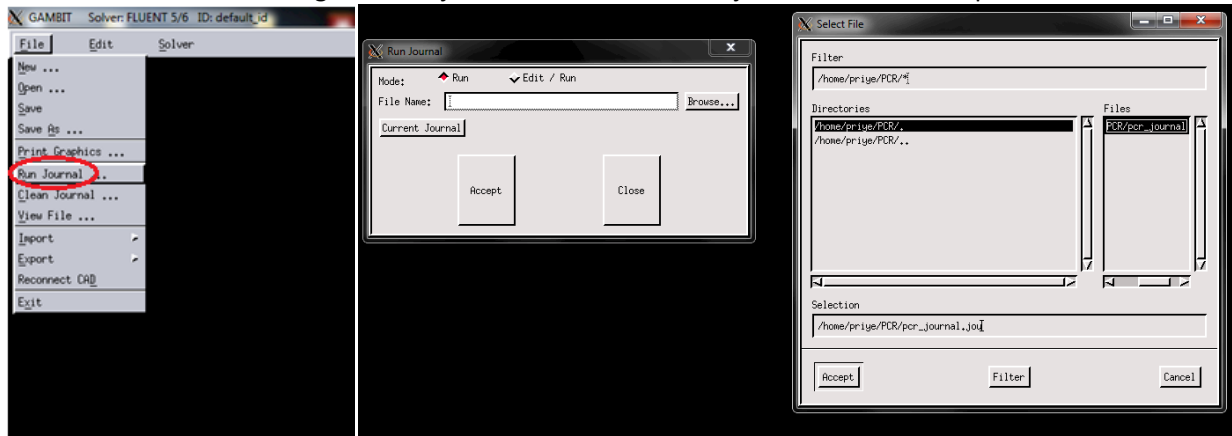 GAMBIT Solver: FLUENT 5/6 ID: default_id
File Edit Solver
New ...
Open ...
Save
Save As ...
Print Graphics ...
Run Journal ...
Clean Journal ...
View File ...
Import
Export
Reconnect CAD
Exit
Run Journal
Mode: Run Edit / Run
File Name: Browse...
Current Journal
Accept Close
Select File
Filter
/home/priye/PCR/*
Directories Files
/home/priye/PCR/. PCR/pcr_journal
/home/priye/PCR/..
Selection
/home/priye/PCR/pcr_journal.jou
Accept Filter Cancel